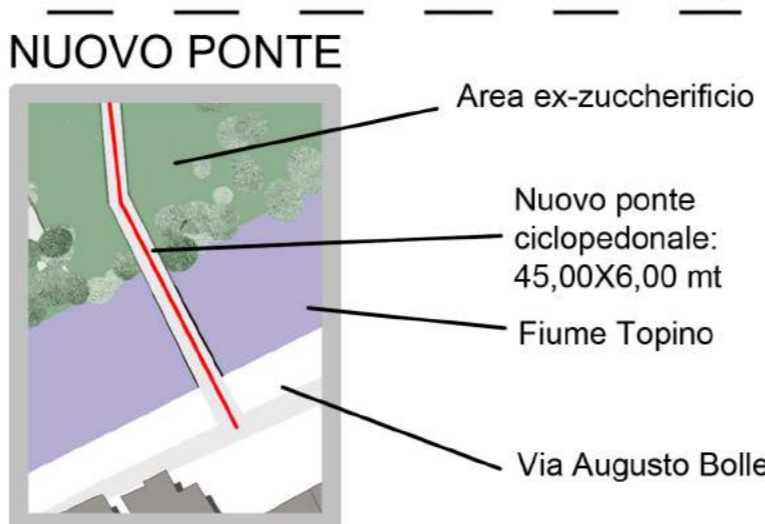 NUOVO PONTE
Area ex-zuccherificio
Nuovo ponte
ciclopedonale:
45,00X6,00 mt
Fiume Topino
Via Augusto Bolle